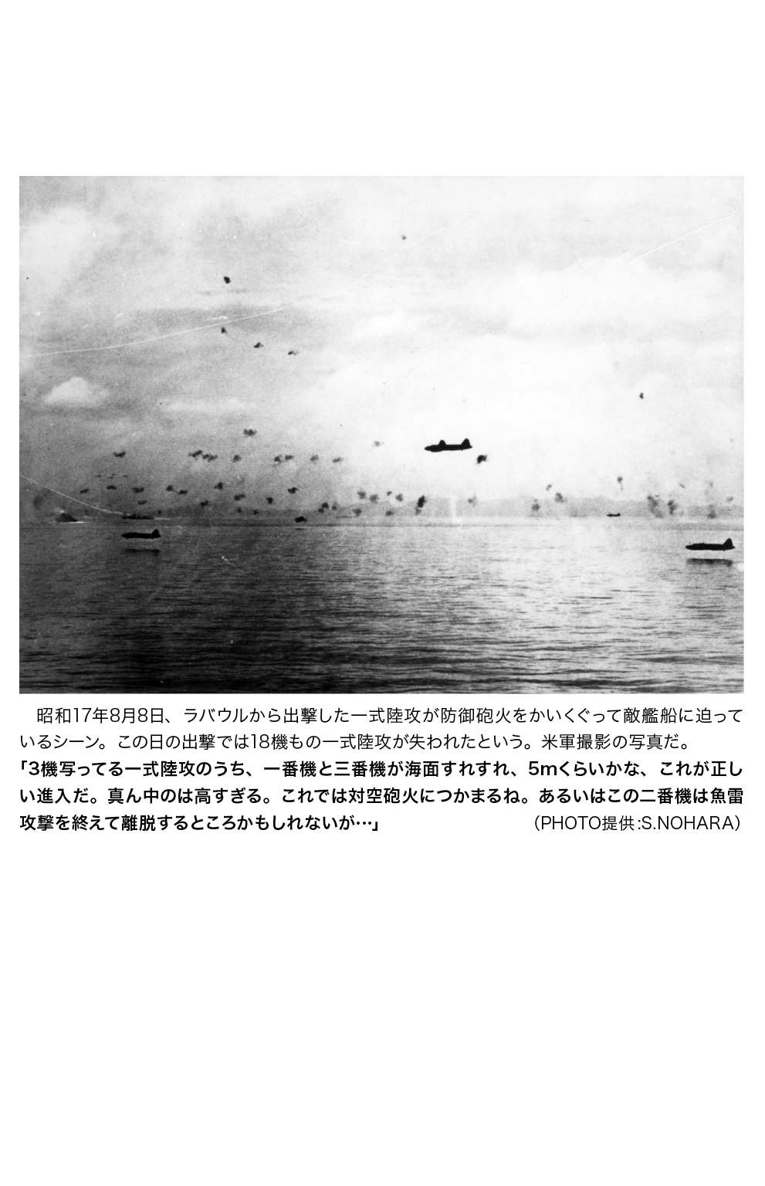 昭和17年8月8日、ラバウルから出撃した一式陸攻が防御砲火をかいくぐって敵艦船に迫って
いるシーン。この日の出撃では18機もの一式陸攻が失われたという。米軍撮影の写真だ。
「3機写ってる一式陸攻のうち、一番機と三番機が海面すれすれ、5mくらいかな、これが正し
い進入だ。真ん中のは高すぎる。これでは対空砲火につかまるね。あるいはこの二番機は魚雷
攻撃を終えて離脱するところかもしれないが…」　（PHOTO提供:S.NOHARA）